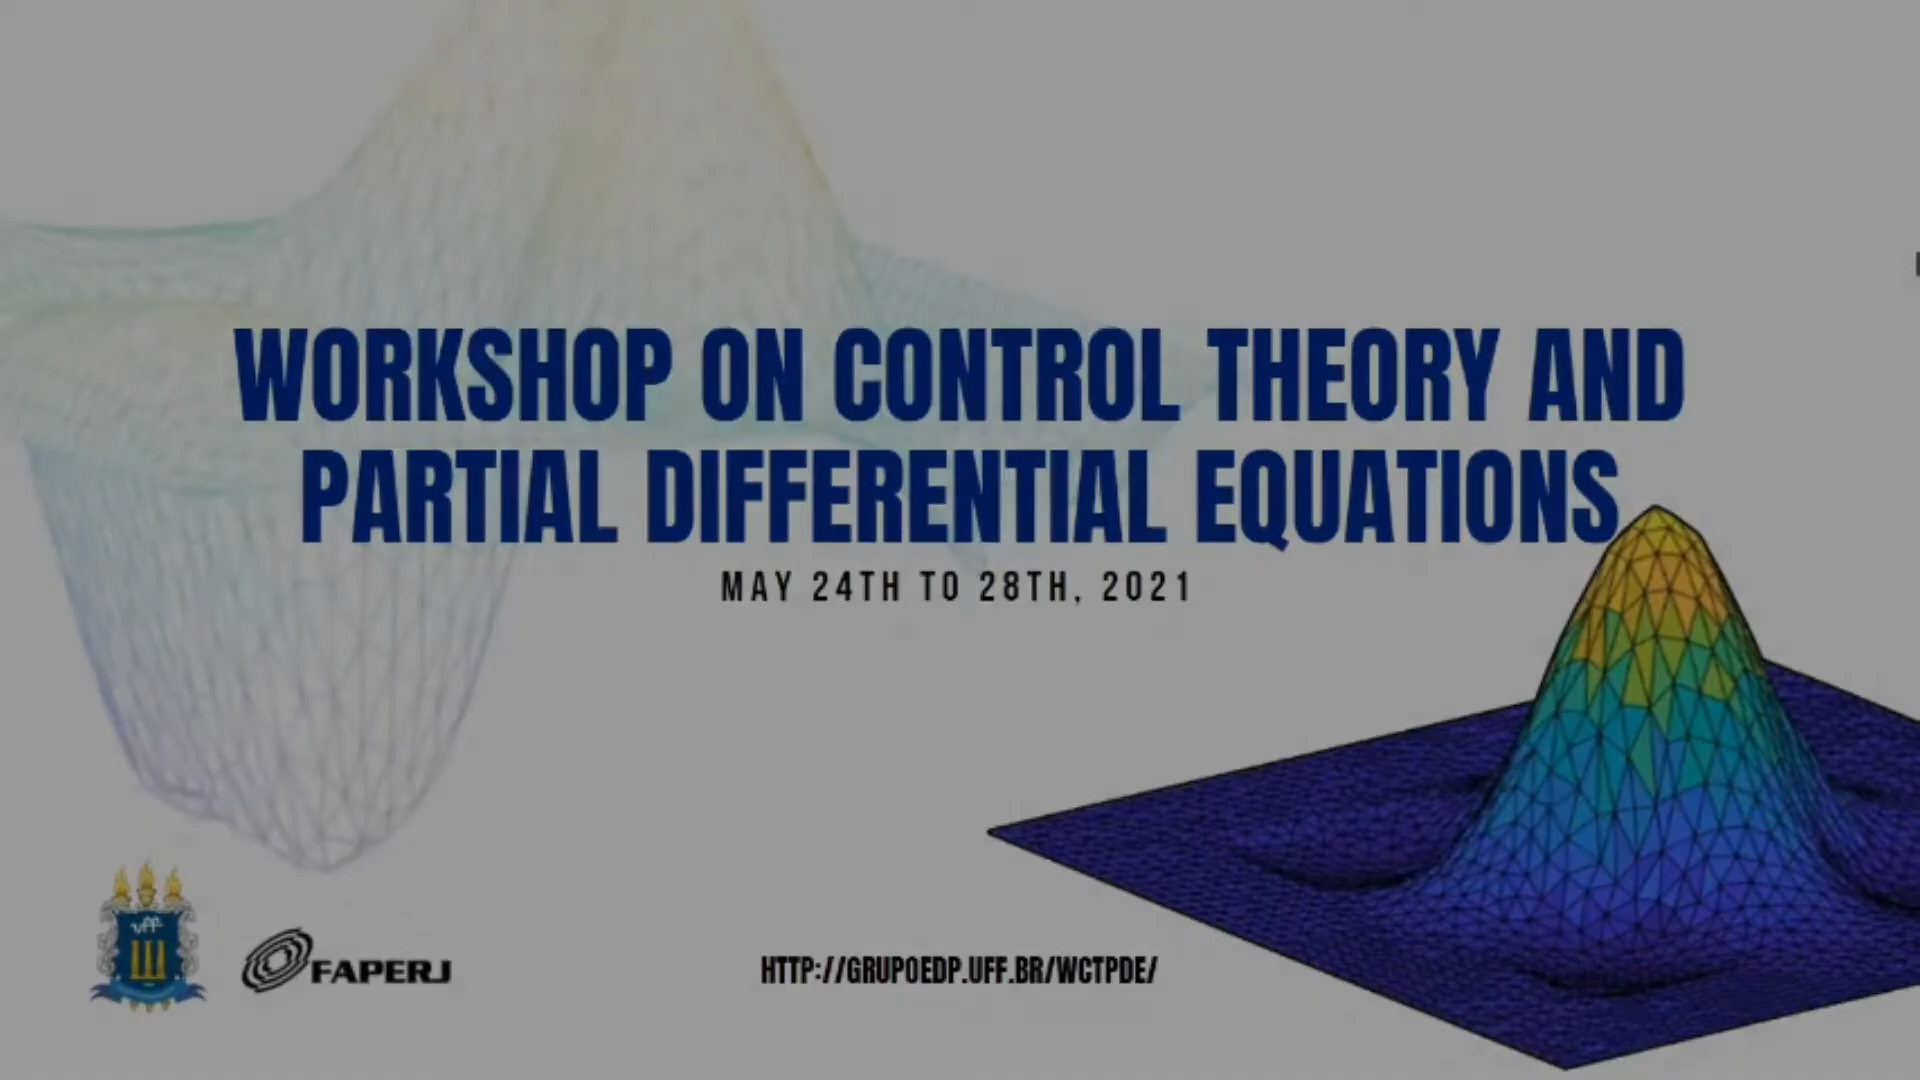 WORKSHOP ON CONTROL THEORY AND
PARTIAL DIFFERENTIAL EQUATIONS
MAY 24TH TO 28TH, 2021
uff
FAPERJ
HTTP://GRUPOEDP.UFF.BR/WCTPDE/